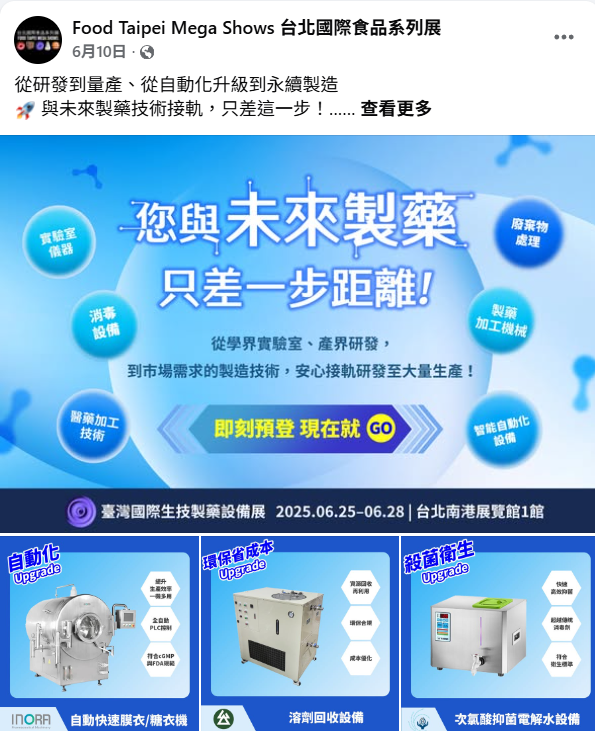 Food Taipei Mega Shows 台北國際食品系列展
6月10日 ·
從研發到量產、從自動化升級到永續製造
🚀 與未來製藥技術接軌，只差這一步！...... 查看更多
您與未來製藥
只差一步距離!
實驗室
儀器
消毒
設備
醫藥加工
技術
廢棄物
處理
製藥
加工機械
智能自動化
設備
從學界實驗室、產界研發，
到市場需求的製造技術，安心接軌研發至大量生產！
即刻預登 現在就 GO
臺灣國際生技製藥設備展 2025.06.25–06.28 | 台北南港展覽館1館
自動化
Upgrade
提升
生產效率
一機多用
全自動
PLC控制
符合cGMP
與FDA規範
INORA 自動快速膜衣/糖衣機
環保省成本
Upgrade
資源回收
再利用
環保合規
成本優化
溶劑回收設備
殺菌衛生
Upgrade
快速
高效抑菌
超越傳統
消毒劑
符合
衛生標準
次氯酸抑菌電解水設備